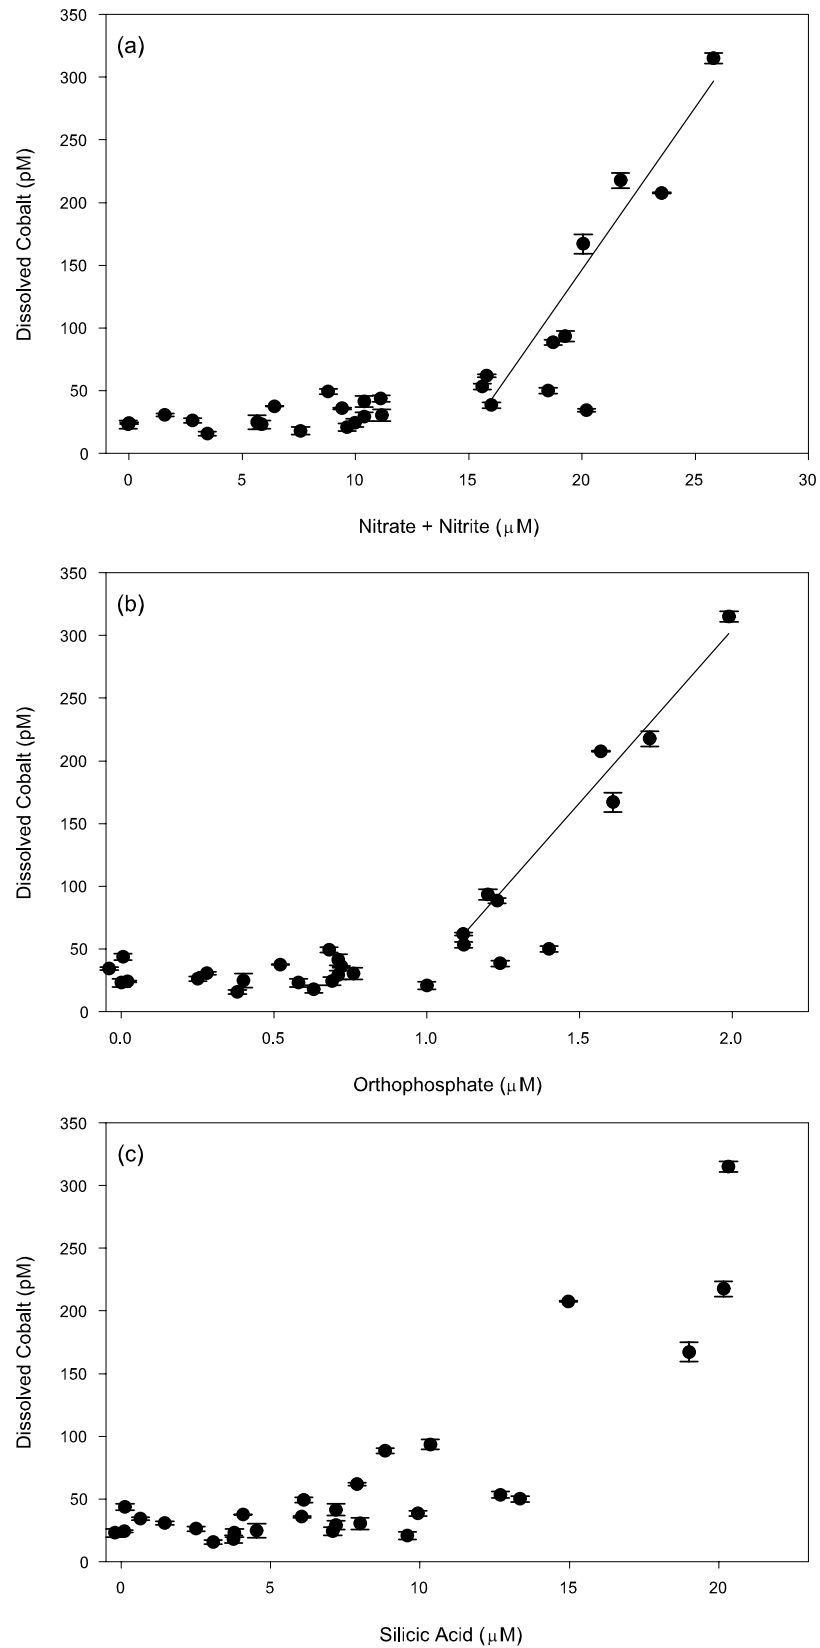 (a)
350
300
250
200
150
100
50
0
Dissolved Cobalt (pM)
0 5 10 15 20 25 30
Nitrate + Nitrite (μM)
(b)
350
300
250
200
150
100
50
0
Dissolved Cobalt (pM)
0.0 0.5 1.0 1.5 2.0
Orthophosphate (μM)
(c)
350
300
250
200
150
100
50
0
Dissolved Cobalt (pM)
0 5 10 15 20
Silicic Acid (μM)